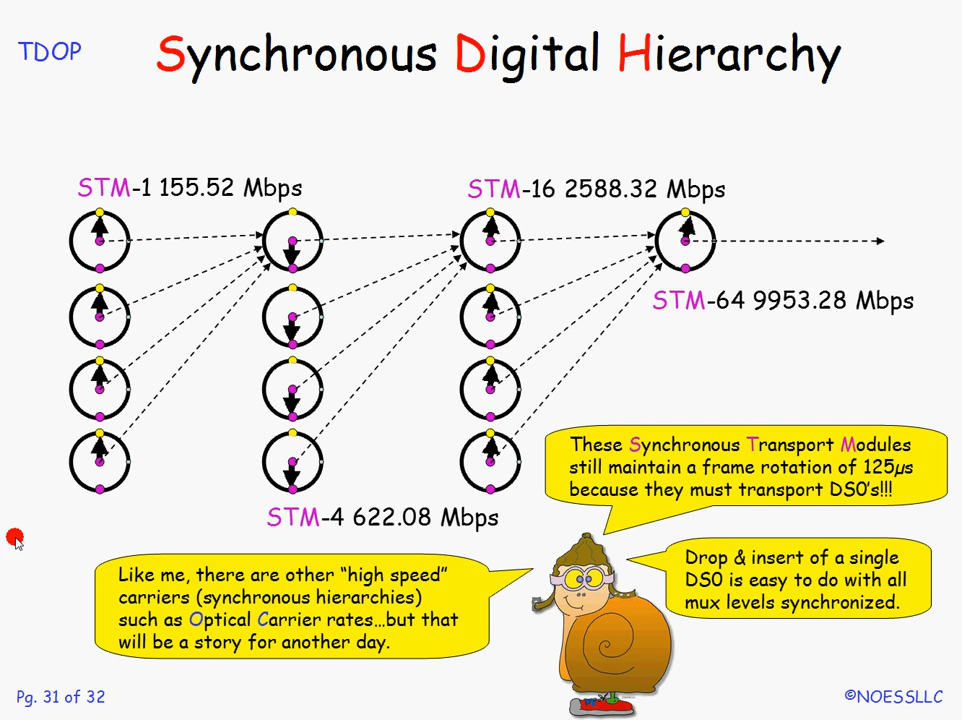 TDOP
Synchronous Digital Hierarchy
STM-1 155.52 Mbps
STM-16 2588.32 Mbps
STM-64 9953.28 Mbps
STM-4 622.08 Mbps
These Synchronous Transport Modules
still maintain a frame rotation of 125µs
because they must transport DS0's!!!
Like me, there are other “high speed”
carriers (synchronous hierarchies)
such as Optical Carrier rates…but that
will be a story for another day.
Drop & insert of a single
DS0 is easy to do with all
mux levels synchronized.
Pg. 31 of 32
©NOESSLLC